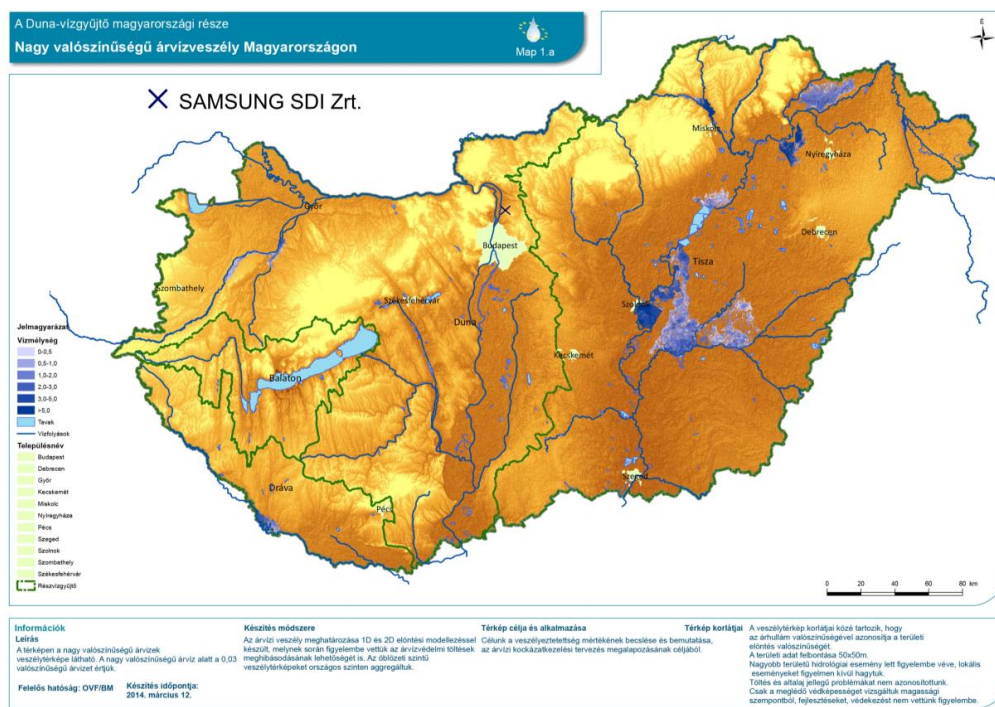 A Duna-vízgyűjtő magyarországi része
Nagy valószínűségű árvízveszély Magyarországon
Map 1.a
É
SAMSUNG SDI Zrt.
Miskolc
Nyíregyháza
Győr
Debrecen
Budapest
Tisza
Szombathely
Székesfehérvár
Szolnok
Duna
Kecskemét
Balaton
Szeged
Dráva
Pécs
Jelmagyarázat
Vízmélység
0-0,5
0,5-1,0
1,0-2,0
2,0-3,0
3,0-5,0
>5,0
Tavak
Vízfolyások
Településnév
Budapest
Debrecen
Győr
Kecskemét
Miskolc
Nyíregyháza
Pécs
Szeged
Szolnok
Szombathely
Székesfehérvár
Részvízgyűjtő
0 20 40 60 80 km
Információk
Leírás
A térképen a nagy valószínűségű árvizek
veszélytérképe látható. A nagy valószínűségű árvíz alatt a 0,03
valószínűségű árvizet értjük.
Felelős hatóság: OVF/BM
Készítés időpontja:
2014. március 12.
Készítés módszere
Az árvízi veszély meghatározása 1D és 2D elöntési modellezéssel
készült, melynek során figyelembe vettük az árvízvédelmi töltések
meghibásodásának lehetőségét is. Az öblözeti szintű
veszélytérképeket országos szinten aggregáltuk.
Térkép célja és alkalmazása
Célunk a veszélyeztetettség mértékének becslése és bemutatása,
az árvízi kockázatkezelési tervezés megalapozásának céljából.
Térkép korlátjai
A veszélytérkép korlátjai közé tartozik, hogy
az árhullám valószínűségével azonosítja a területi
elöntés valószínűségét.
A területi adat felbontása 50x50m.
Nagyobb területű hidrológiai esemény lett figyelembe véve, lokális
eseményeket figyelmen kívül hagytuk.
Töltés és altalaj jellegű problémákat nem azonosítottunk.
Csak a meglédő védképességet vizsgáltuk magassági
szempontból, fejlesztéseket, védekezést nem vettünk figyelembe.